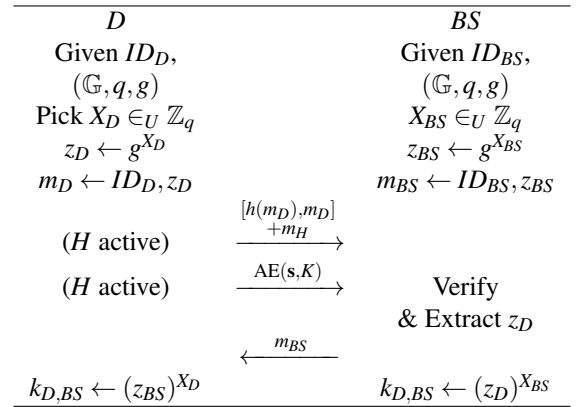 D BS
Given ID_D, Given ID_BS,
(𝔾, q, g) (𝔾, q, g)
Pick X_D ∈_U ℤ_q X_BS ∈_U ℤ_q
z_D ← g^{X_D} z_BS ← g^{X_BS}
m_D ← ID_D, z_D m_BS ← ID_BS, z_BS
[h(m_D),m_D]
(H active) +m_H
(H active) AE(s,K) Verify
& Extract z_D
m_BS
k_{D,BS} ← (z_BS)^{X_D} k_{D,BS} ← (z_D)^{X_BS}